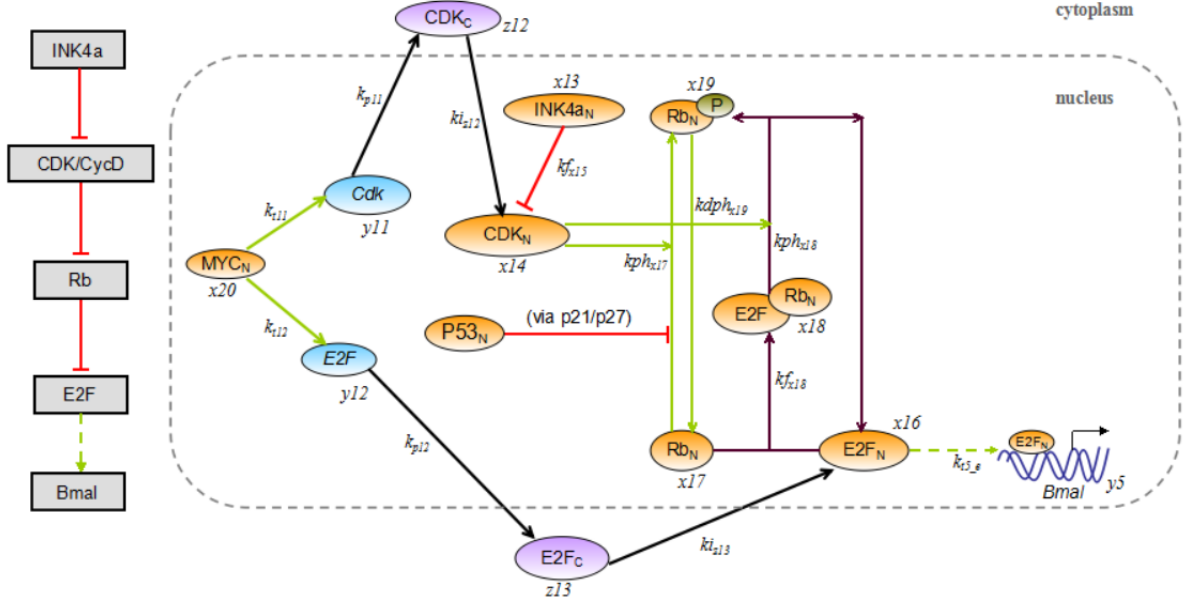 cytoplasm
nucleus
INK4a
CDK/CycD
Rb
E2F
Bmal
CDKC
z12
kp11
kiz12
x13
INK4aN
kfx15
x19
RbN
P
Cdk
y11
kt11
MYCN
x20
kt12
CDKN
x14
kdphx19
kphx17
kphx18
P53N
(via p21/p27)
E2F
RbN
x18
E2F
y12
kfx18
kp12
RbN
x17
x16
E2FN
kt5_e
E2FN
Bmal
y5
kiz13
E2FC
z13